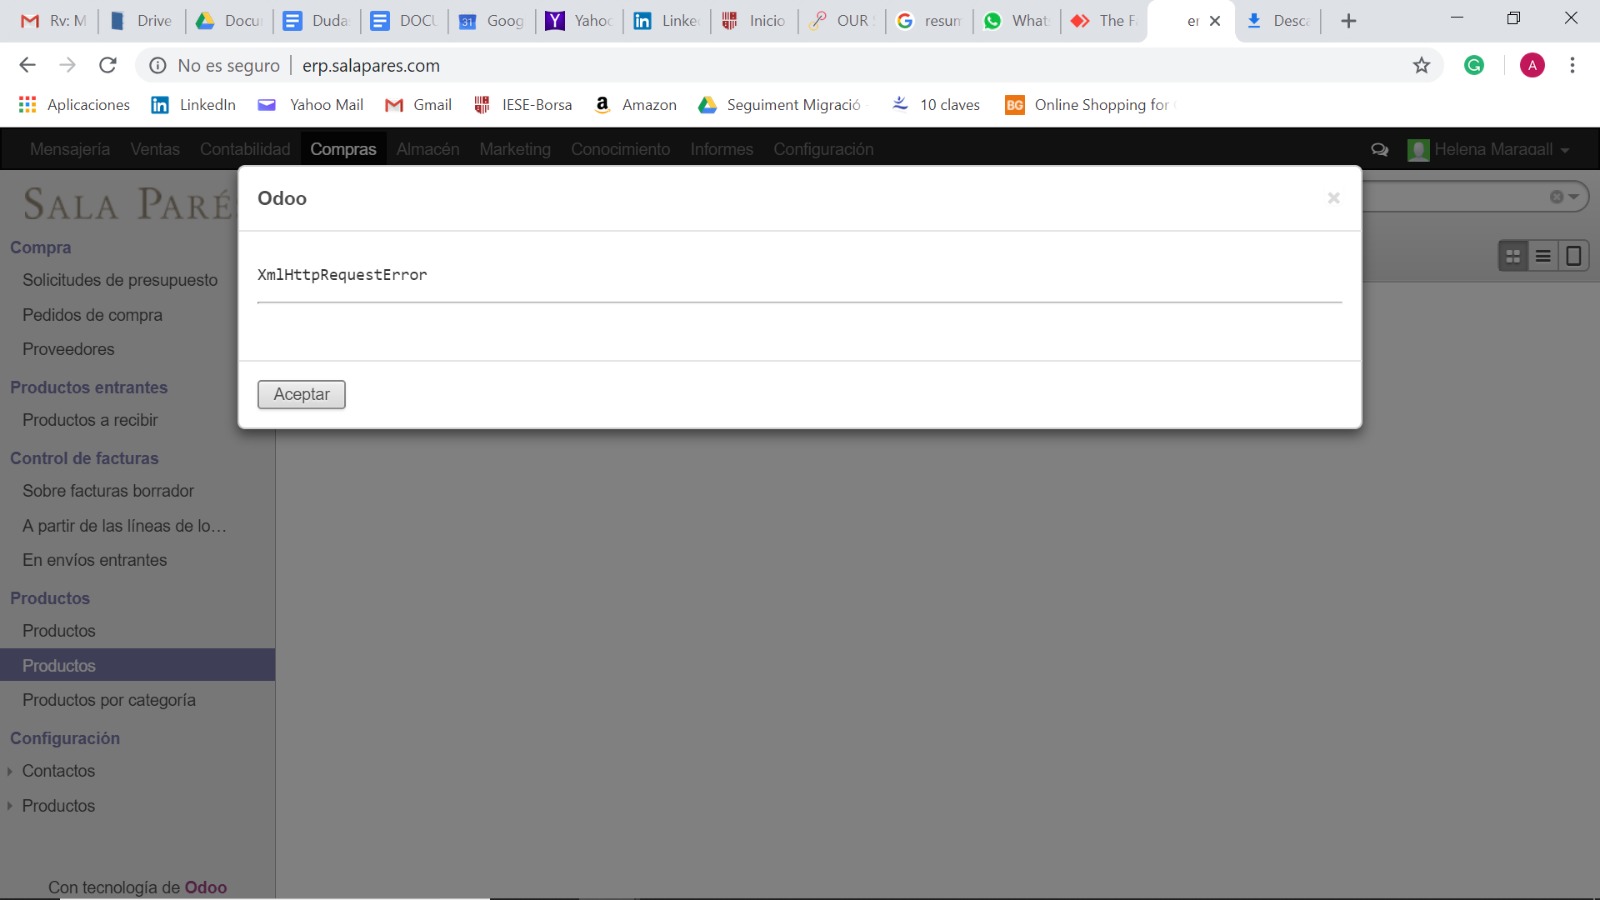 Rv: M
Drive
Docu
Duda
DOCU
31
Goog
Yahoo
Linke
Inicio
OUR
resum
What
The F
er
Desca
No es seguro
erp.salapares.com
A
Aplicaciones
LinkedIn
Yahoo Mail
Gmail
IESE-Borsa
Amazon
Seguiment Migració
10 claves
BG
Online Shopping for
Mensajería
Ventas
Contabilidad
Compras
Almacén
Marketing
Conocimiento
Informes
Configuración
Helena Maragall
SALA PARÉ
Odoo
XmlHttpRequestError
Aceptar
Compra
Solicitudes de presupuesto
Pedidos de compra
Proveedores
Productos entrantes
Productos a recibir
Control de facturas
Sobre facturas borrador
A partir de las líneas de lo...
En envíos entrantes
Productos
Productos
Productos
Productos por categoría
Configuración
Contactos
Productos
Con tecnología de Odoo